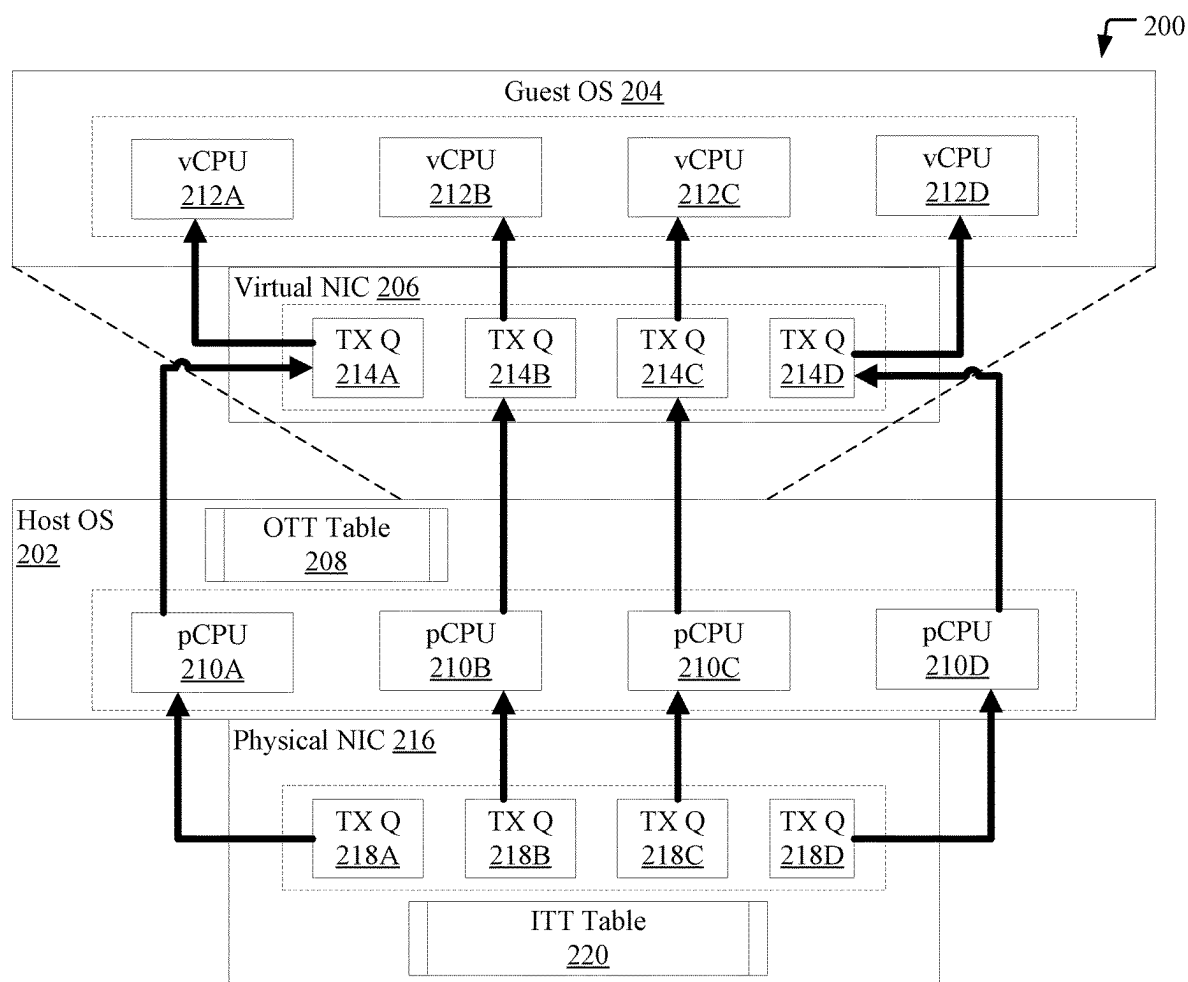 200
Guest OS 204
vCPU
212A
vCPU
212B
vCPU
212C
vCPU
212D
Virtual NIC 206
TX Q
214A
TX Q
214B
TX Q
214C
TX Q
214D
Host OS
202
OTT Table
208
pCPU
210A
pCPU
210B
pCPU
210C
pCPU
210D
Physical NIC 216
TX Q
218A
TX Q
218B
TX Q
218C
TX Q
218D
ITT Table
220